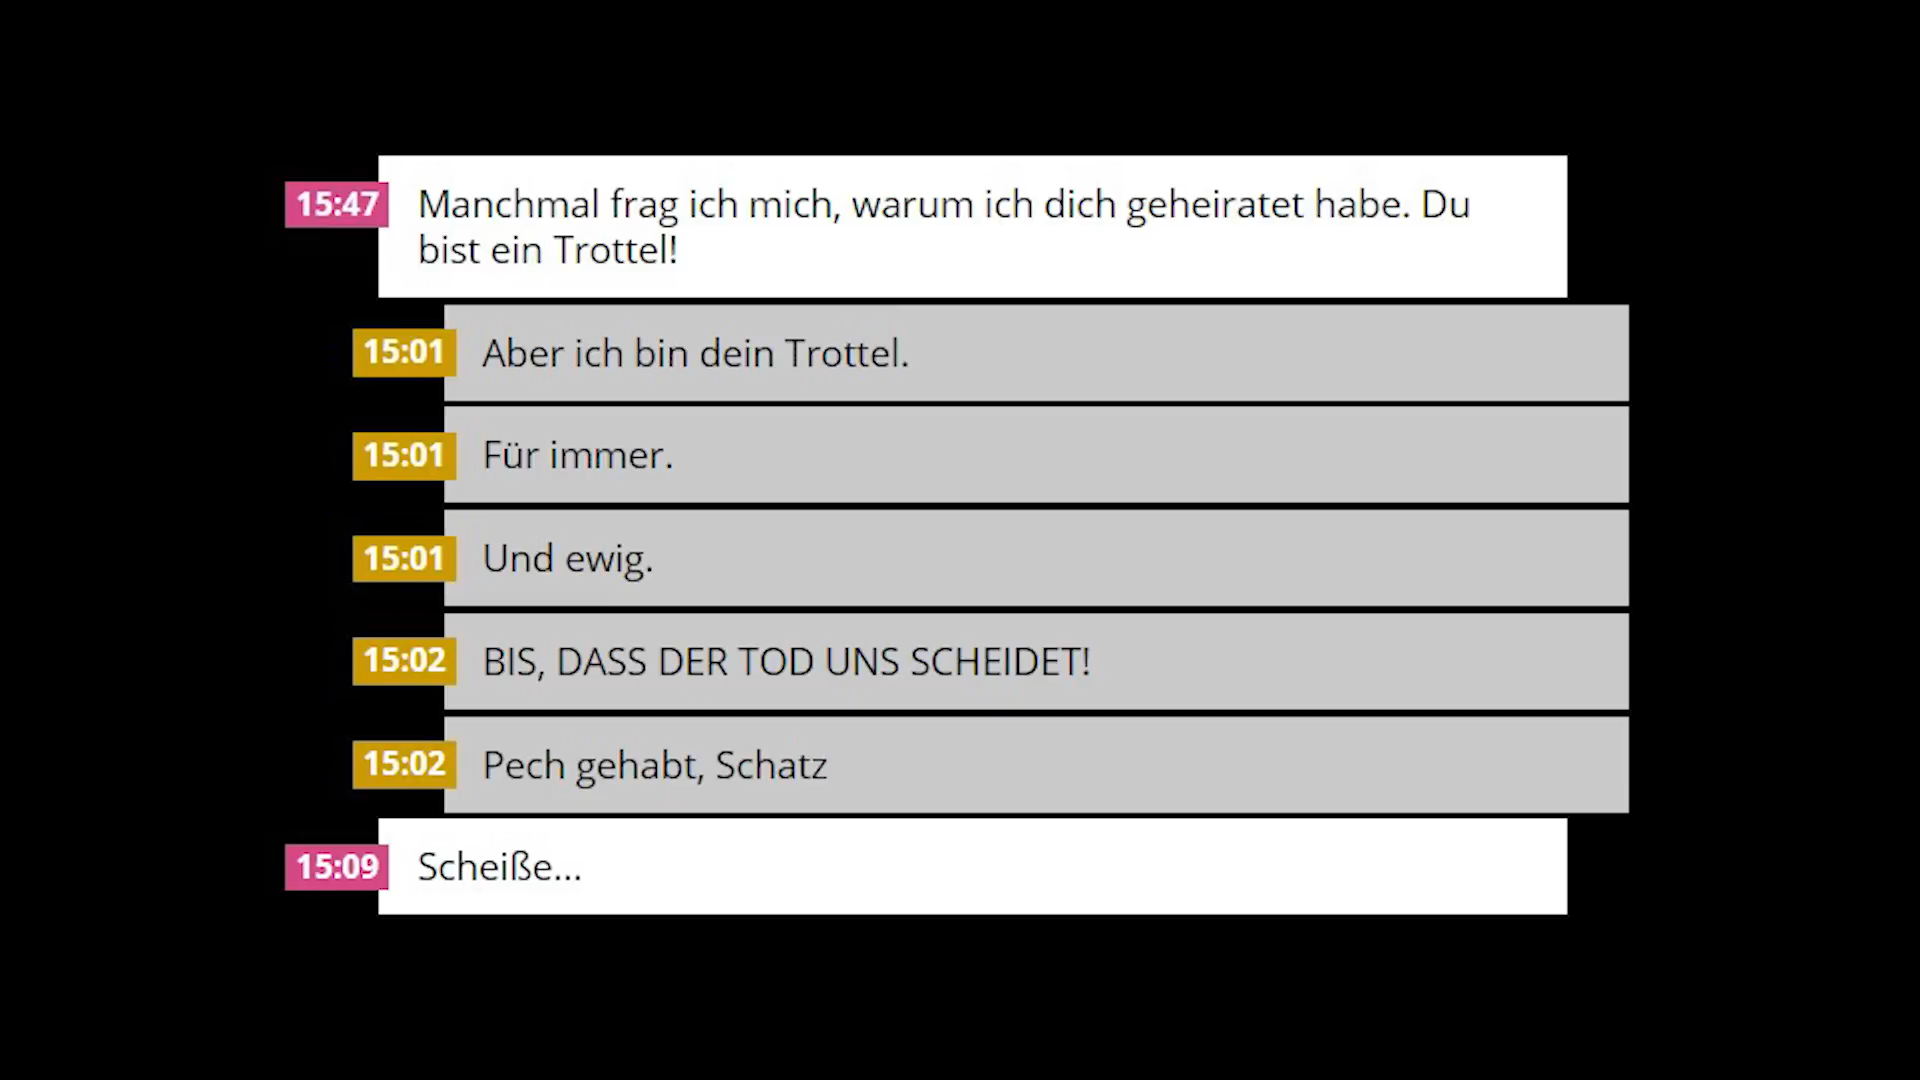 15:47 Manchmal frag ich mich, warum ich dich geheiratet habe. Du
bist ein Trottel!
15:01 Aber ich bin dein Trottel.
15:01 Für immer.
15:01 Und ewig.
15:02 BIS, DASS DER TOD UNS SCHEIDET!
15:02 Pech gehabt, Schatz
15:09 Scheiße...